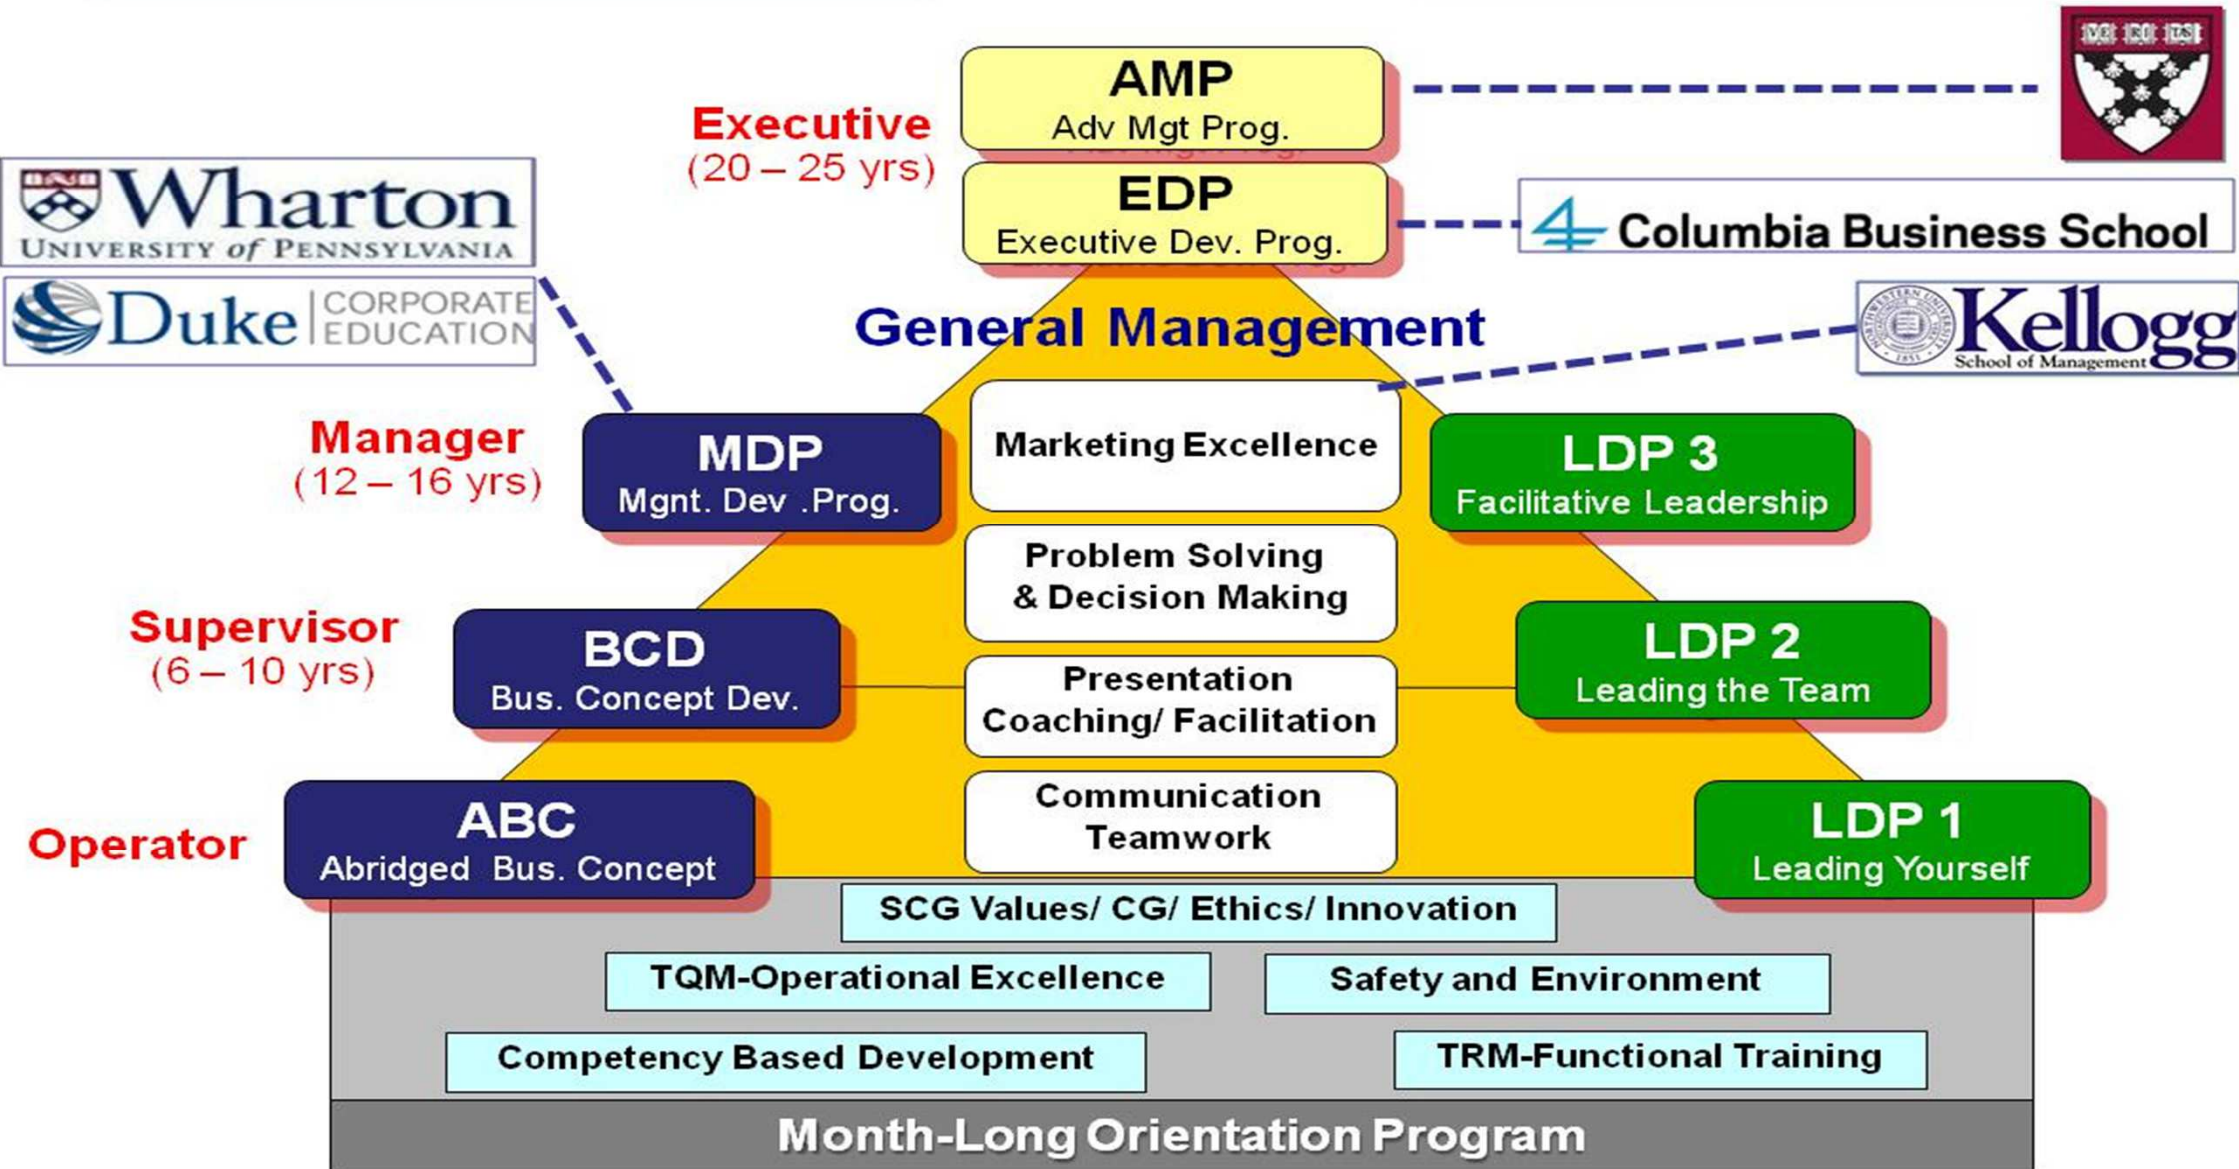 VE RI TAS
AMP
Adv Mgt Prog.
Executive
(20 – 25 yrs)
Wharton
UNIVERSITY of PENNSYLVANIA
EDP
Executive Dev. Prog.
Columbia Business School
Duke
CORPORATE
EDUCATION
General Management
Kellogg
School of Management
Manager
(12 – 16 yrs)
MDP
Mgnt. Dev .Prog.
Marketing Excellence
LDP 3
Facilitative Leadership
Problem Solving
& Decision Making
Supervisor
(6 – 10 yrs)
BCD
Bus. Concept Dev.
Presentation
Coaching/ Facilitation
LDP 2
Leading the Team
Operator
ABC
Abridged Bus. Concept
Communication
Teamwork
LDP 1
Leading Yourself
SCG Values/ CG/ Ethics/ Innovation
TQM-Operational Excellence
Safety and Environment
Competency Based Development
TRM-Functional Training
Month-Long Orientation Program